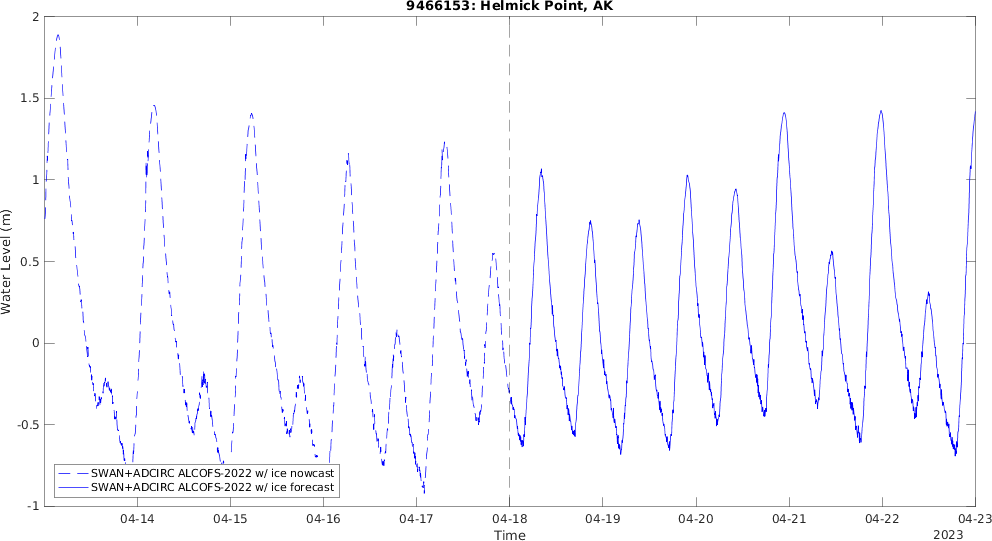 9466153: Helmick Point, AK
2
1.5
1
0.5
0
-0.5
-1
Water Level (m)
SWAN+ADCIRC ALCOFS-2022 w/ ice nowcast
SWAN+ADCIRC ALCOFS-2022 w/ ice forecast
04-14 04-15 04-16 04-17 04-18 04-19 04-20 04-21 04-22 04-23
Time
2023